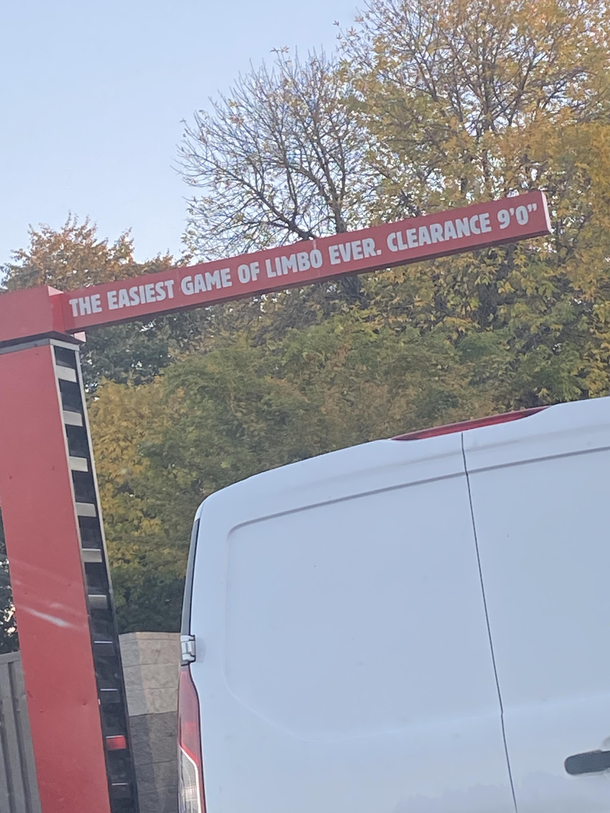 THE EASIEST GAME OF LIMBO EVER. CLEARANCE 9'0"